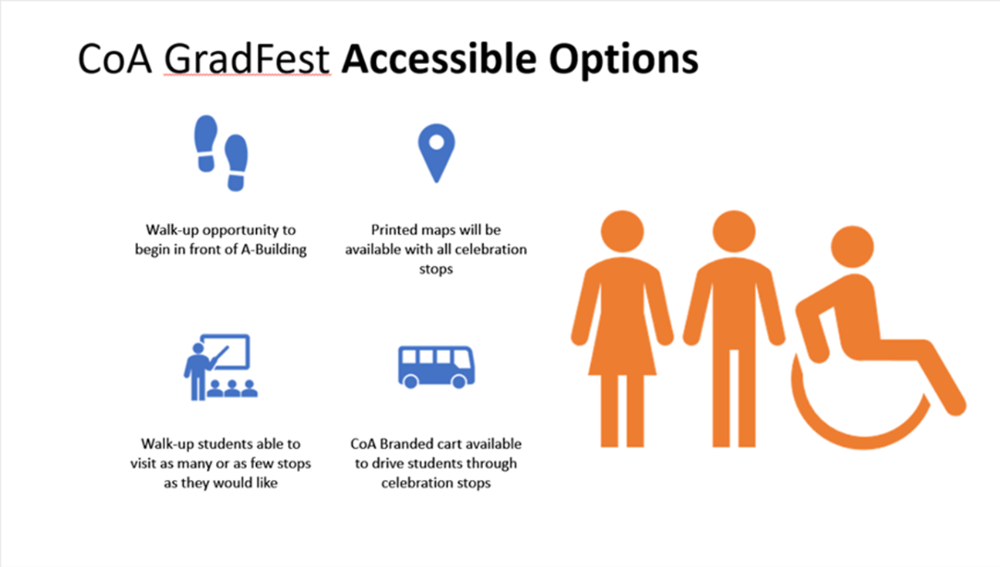 CoA GradFest Accessible Options
Walk-up opportunity to
begin in front of A-Building
Printed maps will be
available with all celebration
stops
Walk-up students able to
visit as many or as few stops
as they would like
CoA Branded cart available
to drive students through
celebration stops